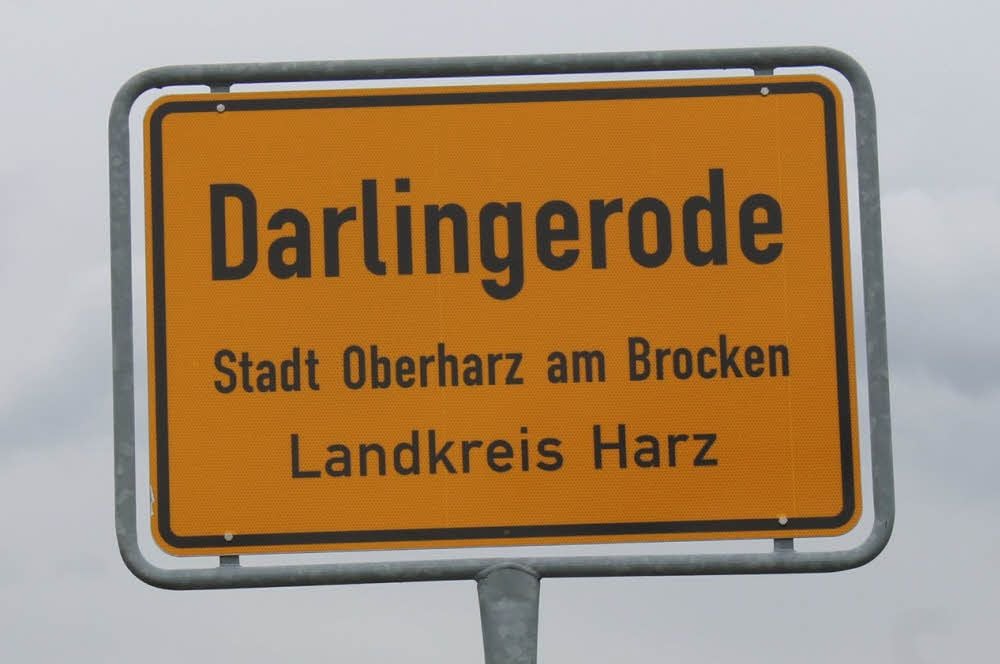 Darlingerode
Stadt Oberharz am Brocken
Landkreis Harz